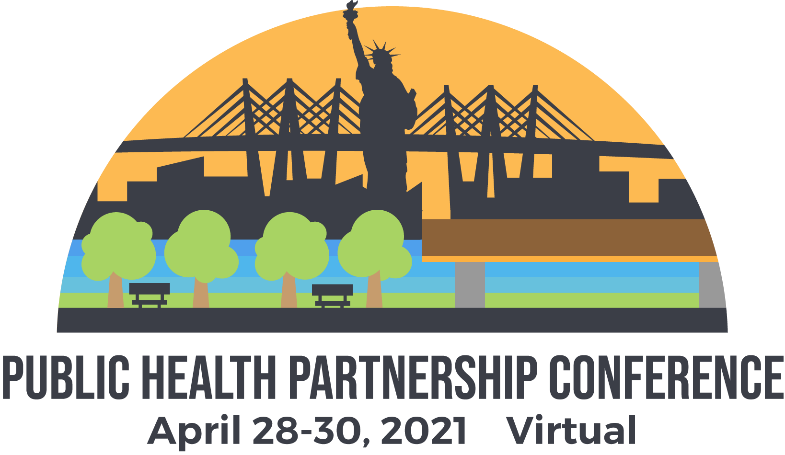 PUBLIC HEALTH PARTNERSHIP CONFERENCE
April 28-30, 2021 Virtual